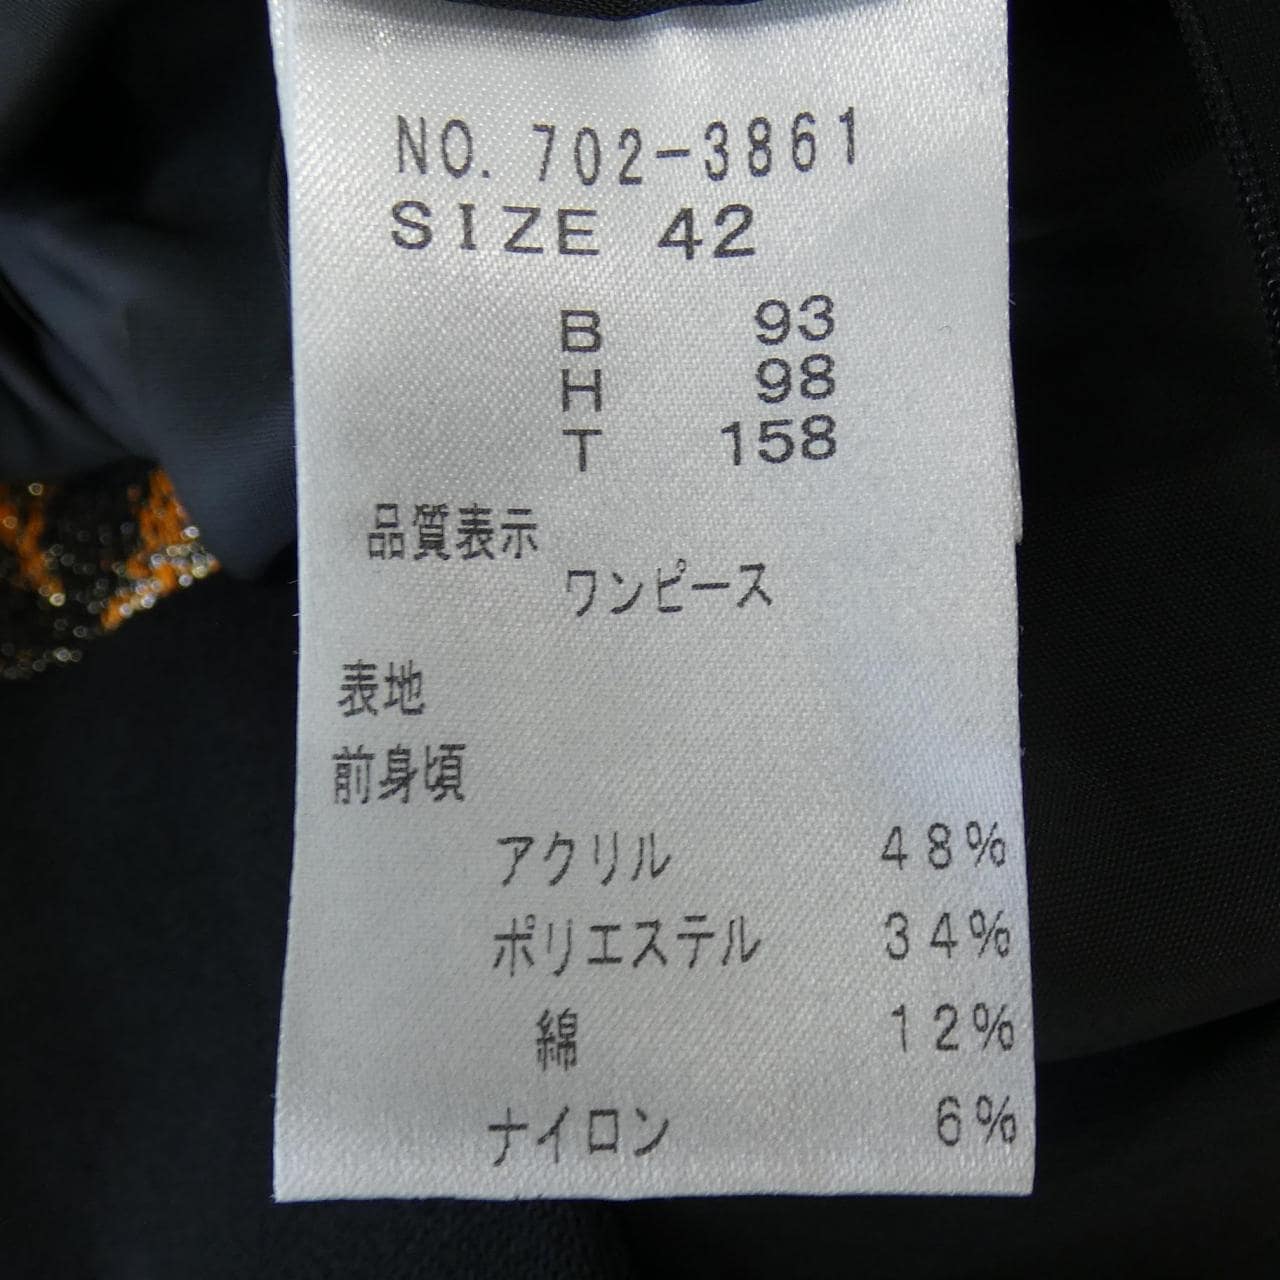 NO. 702-3861
SIZE 42
B 93
H 98
T 158
品質表示
ワンピース
表地
前身頃
アクリル 48%
ポリエステル 34%
綿 12%
ナイロン 6%